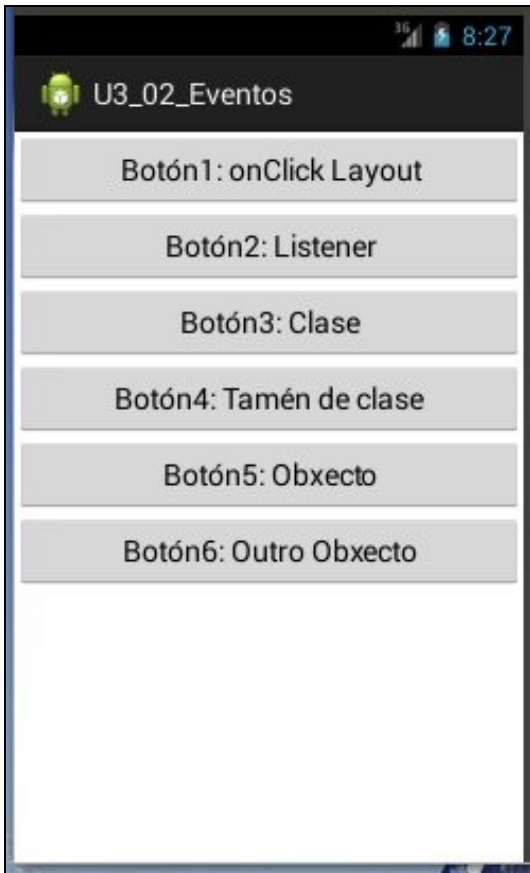 3G 8:27
U3_02_Eventos
Botón1: onClick Layout
Botón2: Listener
Botón3: Clase
Botón4: Tamén de clase
Botón5: Obxecto
Botón6: Outro Obxecto